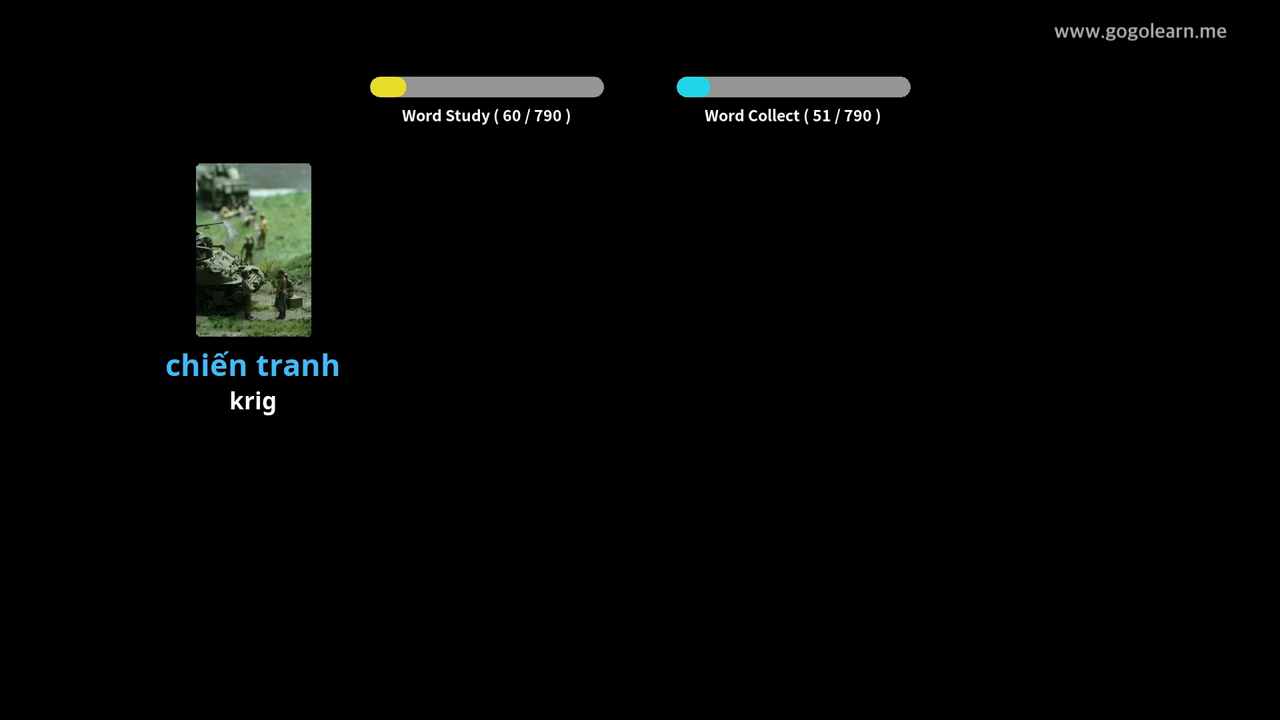 www.gogolearn.me
Word Study ( 60 / 790 )
Word Collect ( 51 / 790 )
chiến tranh
krig